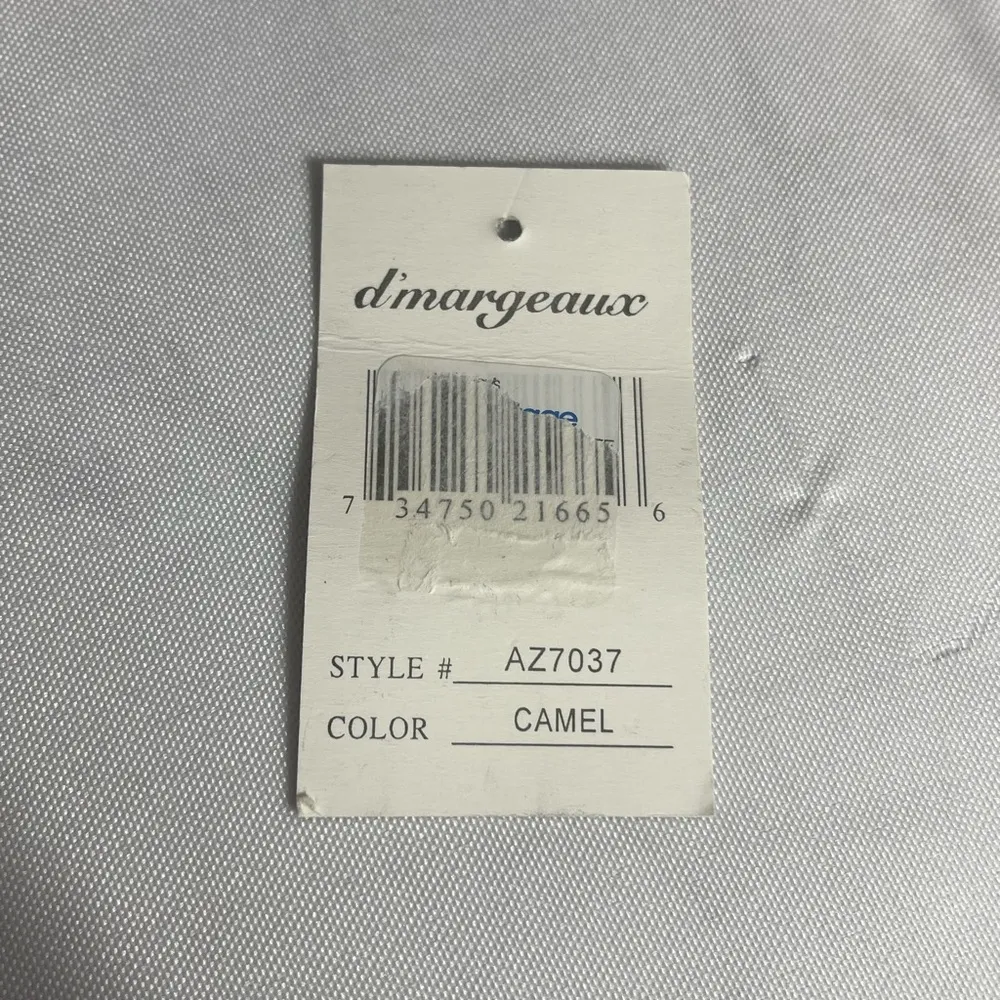 d'margeaux
7 34750 21665 6
STYLE # AZ7037
COLOR CAMEL